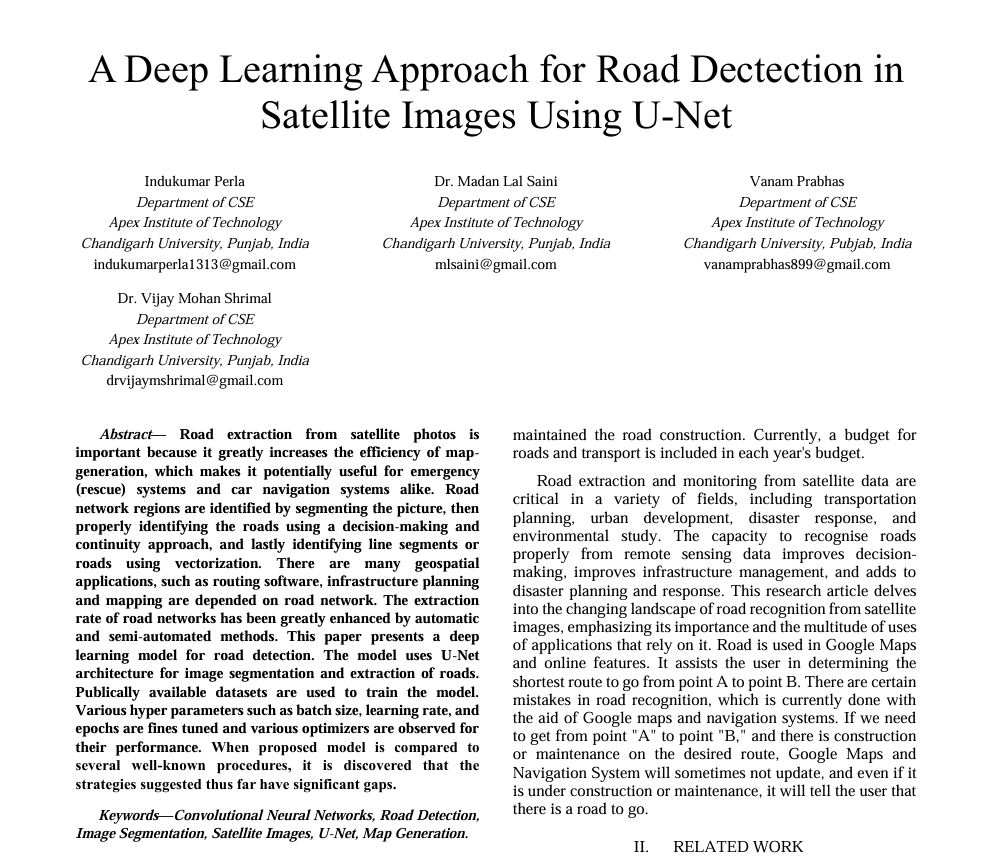 A Deep Learning Approach for Road Dectection in
Satellite Images Using U-Net
Indukumar Perla
Department of CSE
Apex Institute of Technology
Chandigarh University, Punjab, India
indukumarperla1313@gmail.com
Dr. Madan Lal Saini
Department of CSE
Apex Institute of Technology
Chandigarh University, Punjab, India
mlsaini@gmail.com
Vanam Prabhas
Department of CSE
Apex Institute of Technology
Chandigarh University, Pubjab, India
vanamprabhas899@gmail.com
Dr. Vijay Mohan Shrimal
Department of CSE
Apex Institute of Technology
Chandigarh University, Punjab, India
drvijaymshrimal@gmail.com
Abstract— Road extraction from satellite photos is
important because it greatly increases the efficiency of map-
generation, which makes it potentially useful for emergency
(rescue) systems and car navigation systems alike. Road
network regions are identified by segmenting the picture, then
properly identifying the roads using a decision-making and
continuity approach, and lastly identifying line segments or
roads using vectorization. There are many geospatial
applications, such as routing software, infrastructure planning
and mapping are depended on road network. The extraction
rate of road networks has been greatly enhanced by automatic
and semi-automated methods. This paper presents a deep
learning model for road detection. The model uses U-Net
architecture for image segmentation and extraction of roads.
Publically available datasets are used to train the model.
Various hyper parameters such as batch size, learning rate, and
epochs are fines tuned and various optimizers are observed for
their performance. When proposed model is compared to
several well-known procedures, it is discovered that the
strategies suggested thus far have significant gaps.
Keywords—Convolutional Neural Networks, Road Detection,
Image Segmentation, Satellite Images, U-Net, Map Generation.
maintained the road construction. Currently, a budget for
roads and transport is included in each year's budget.
Road extraction and monitoring from satellite data are
critical in a variety of fields, including transportation
planning, urban development, disaster response, and
environmental study. The capacity to recognise roads
properly from remote sensing data improves decision-
making, improves infrastructure management, and adds to
disaster planning and response. This research article delves
into the changing landscape of road recognition from satellite
images, emphasizing its importance and the multitude of uses
of applications that rely on it. Road is used in Google Maps
and online features. It assists the user in determining the
shortest route to go from point A to point B. There are certain
mistakes in road recognition, which is currently done with
the aid of Google maps and navigation systems. If we need
to get from point "A" to point "B," and there is construction
or maintenance on the desired route, Google Maps and
Navigation System will sometimes not update, and even if it
is under construction or maintenance, it will tell the user that
there is a road to go.
II. RELATED WORK